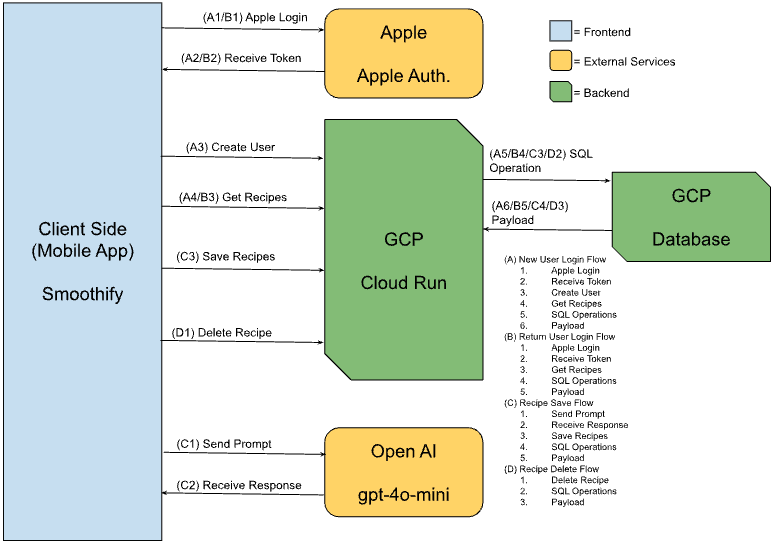 (A1/B1) Apple Login
(A2/B2) Receive Token
Apple
Apple Auth.
= Frontend
= External Services
= Backend
Client Side
(Mobile App)
Smoothify
(A3) Create User
(A4/B3) Get Recipes
(C3) Save Recipes
(D1) Delete Recipe
GCP
Cloud Run
(A5/B4/C3/D2) SQL
Operation
(A6/B5/C4/D3)
Payload
GCP
Database
(C1) Send Prompt
(C2) Receive Response
Open AI
gpt-4o-mini
(A) New User Login Flow
1. Apple Login
2. Receive Token
3. Create User
4. Get Recipes
5. SQL Operations
6. Payload
(B) Return User Login Flow
1. Apple Login
2. Receive Token
3. Get Recipes
4. SQL Operations
5. Payload
(C) Recipe Save Flow
1. Send Prompt
2. Receive Response
3. Save Recipes
4. SQL Operations
5. Payload
(D) Recipe Delete Flow
1. Delete Recipe
2. SQL Operations
3. Payload